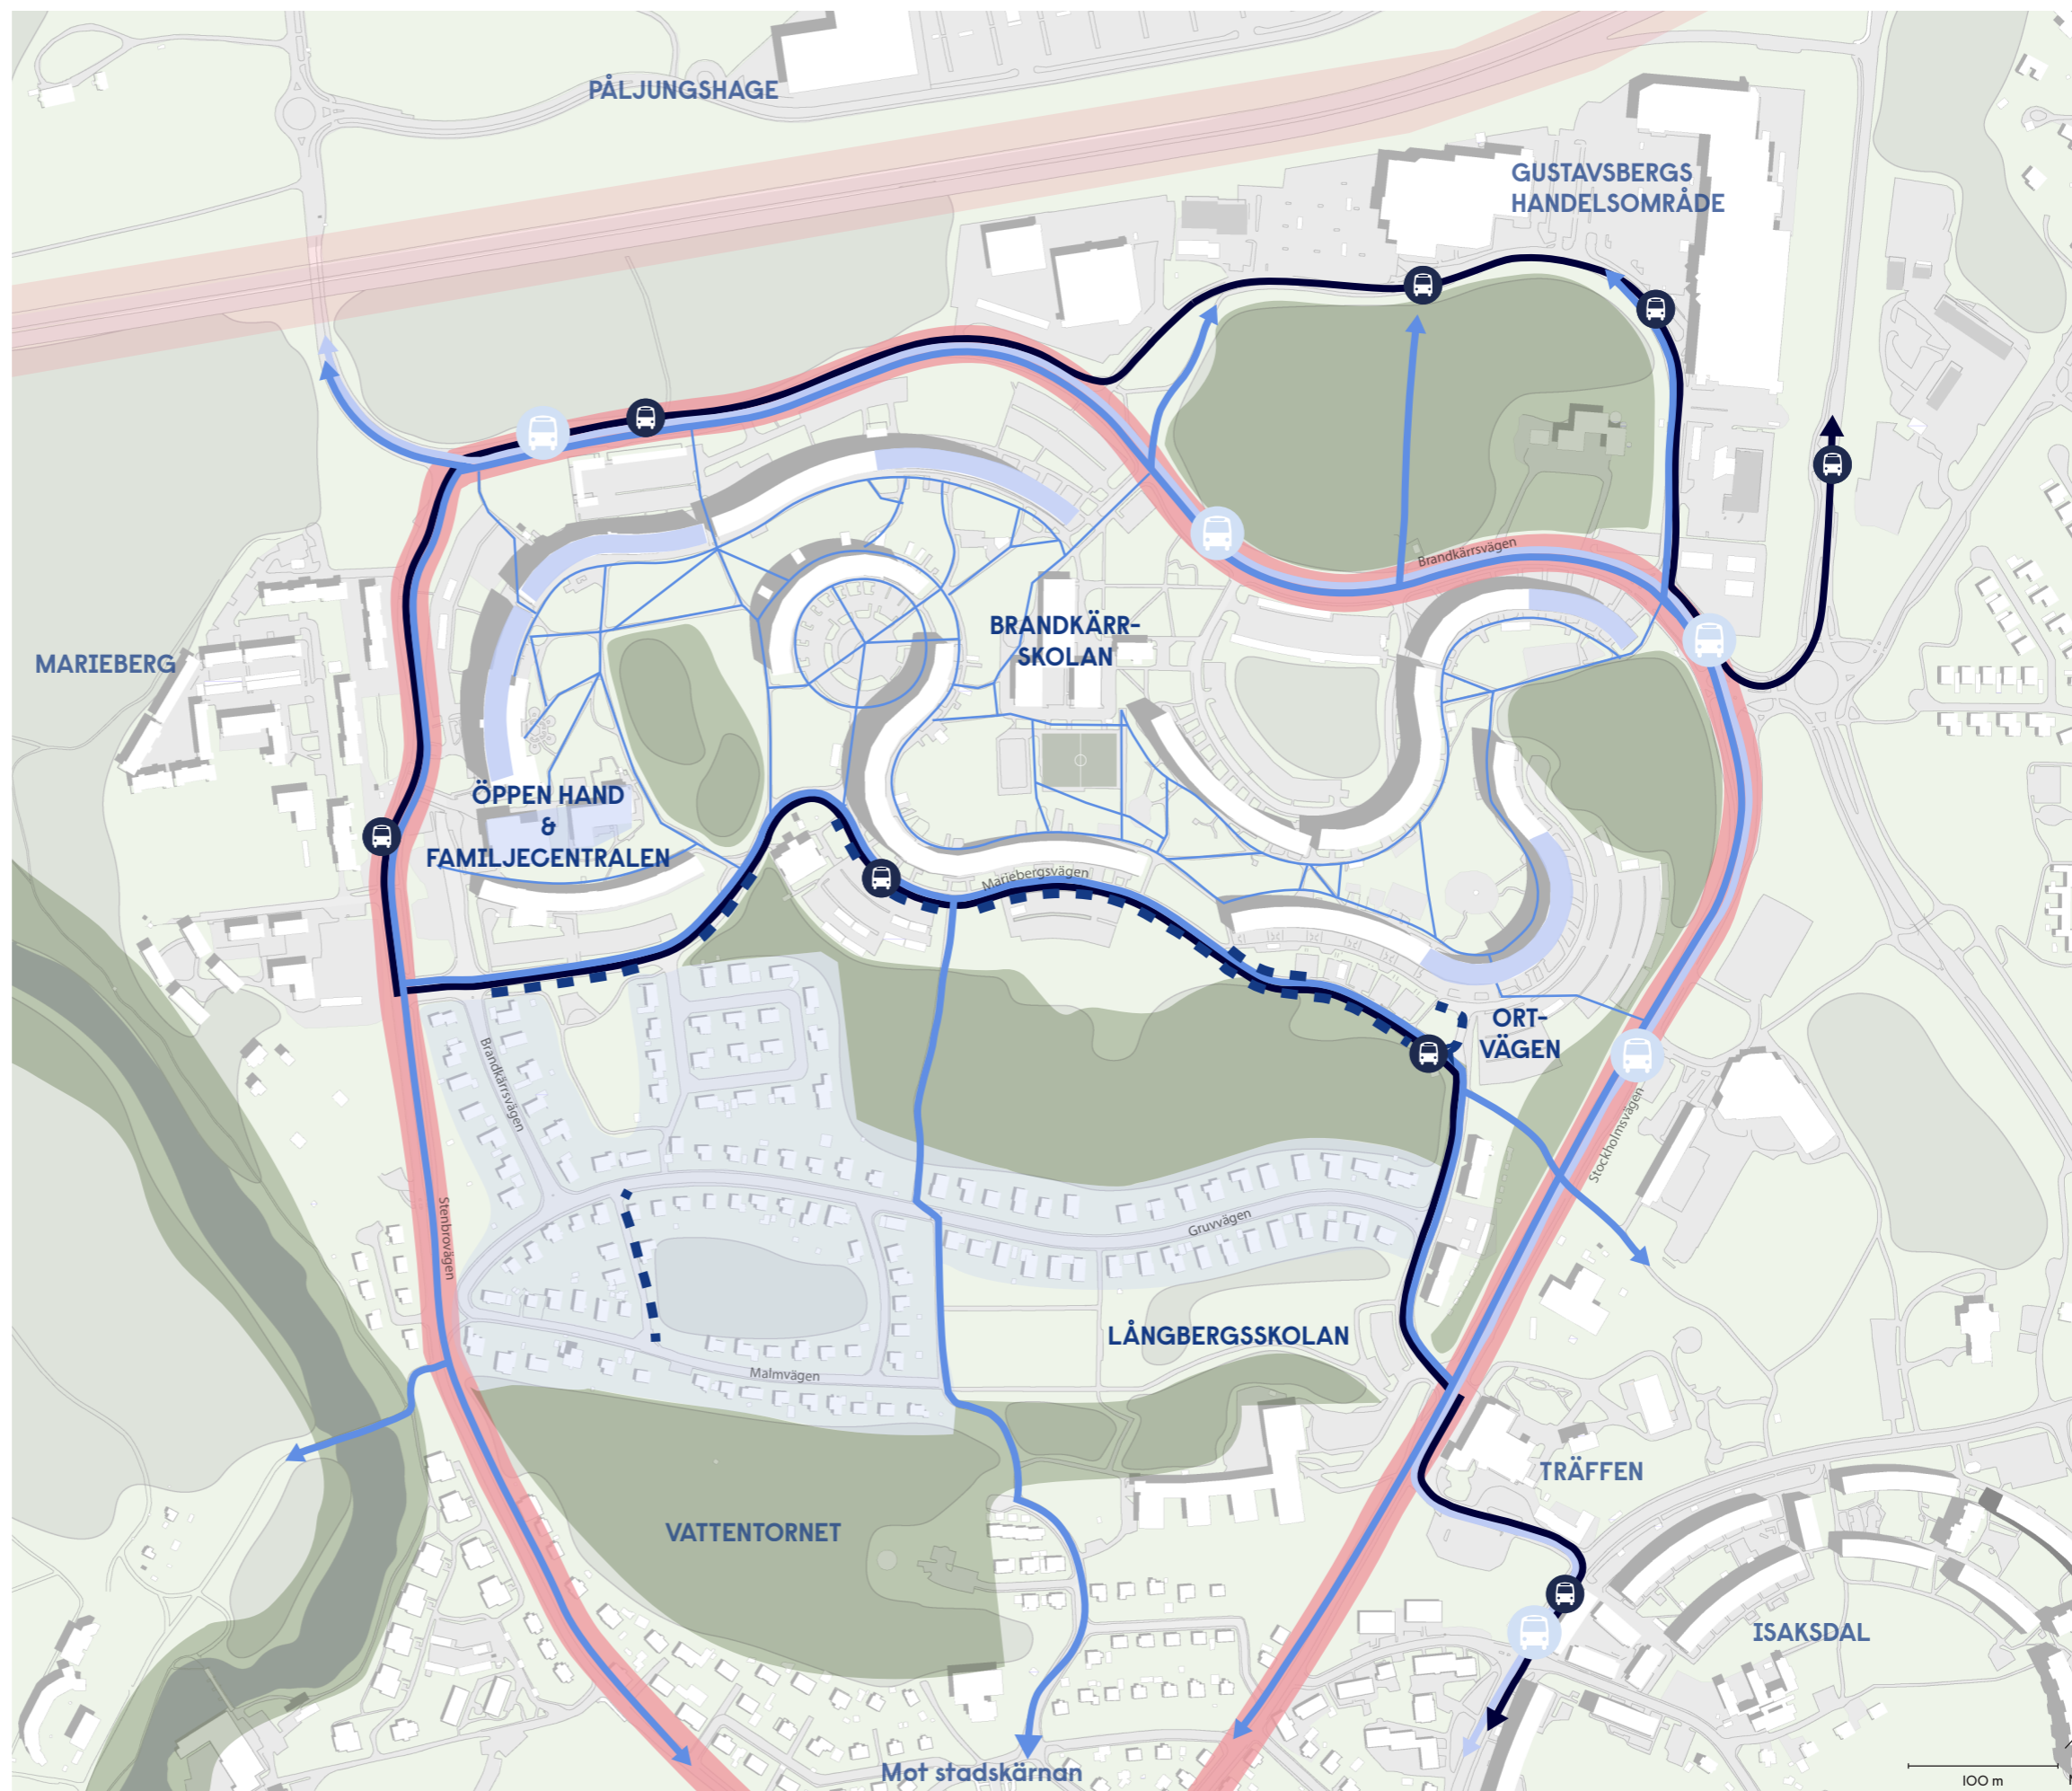 PÅLJUNGSHAGE
GUSTAVSBERGS
HANDELSOMRÅDE
Brandkärrsvägen
BRANDKÄRR-
SKOLAN
MARIEBERG
ÖPPEN HAND
&
FAMILJECENTRALEN
Mariebergsvägen
ORT-
VÄGEN
Brandkärrsvägen
Stockholmsvägen
Stenbrovägen
Gruvvägen
LÅNGBERGSSKOLAN
Malmvägen
TRÄFFEN
VATTENTORNET
ISAKSDAL
Mot stadskärnan
100 m